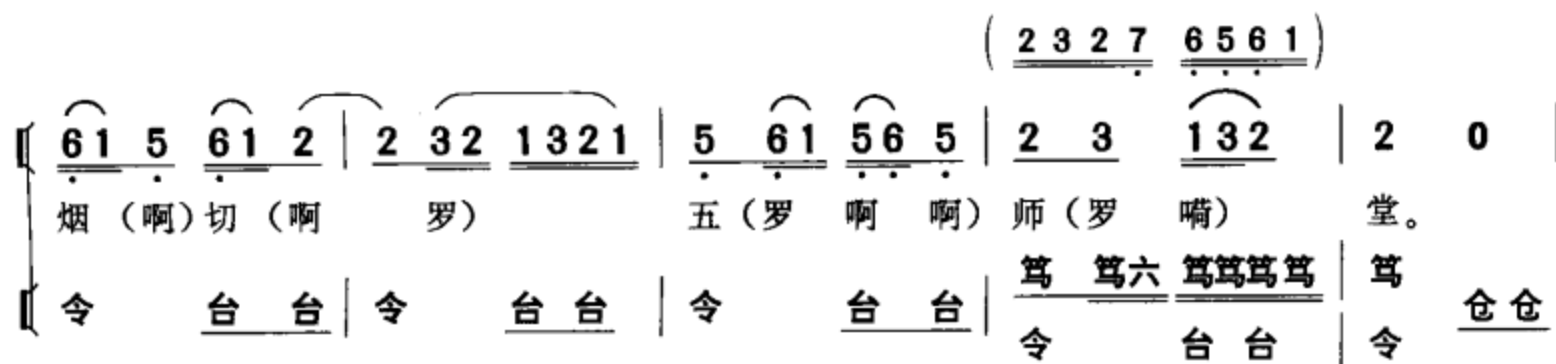 (2 3 2 7 6 5 6 1)
6 1 5 6 1 2 | 2 3 2 1 3 2 1 | 5 6 1 5 6 5 | 2 3 1 3 2 | 2 0
烟（啊）切（啊 罗） 五（罗 啊 啊）师（罗 嗬） 堂。
笃 笃六 笃笃笃笃 | 笃
令 台 台 | 令 台 台 | 令 台 台 | 仓 仓
令 台 台 | 令